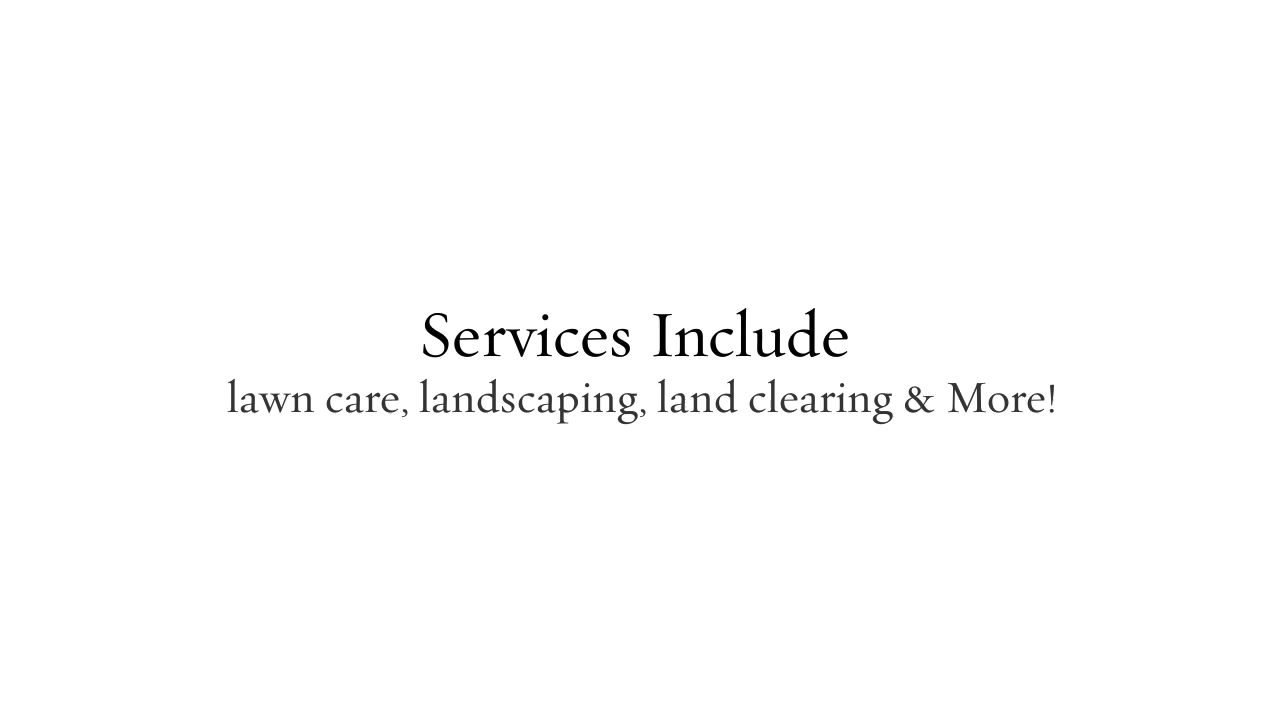 Services Include
lawn care, landscaping, land clearing & More!